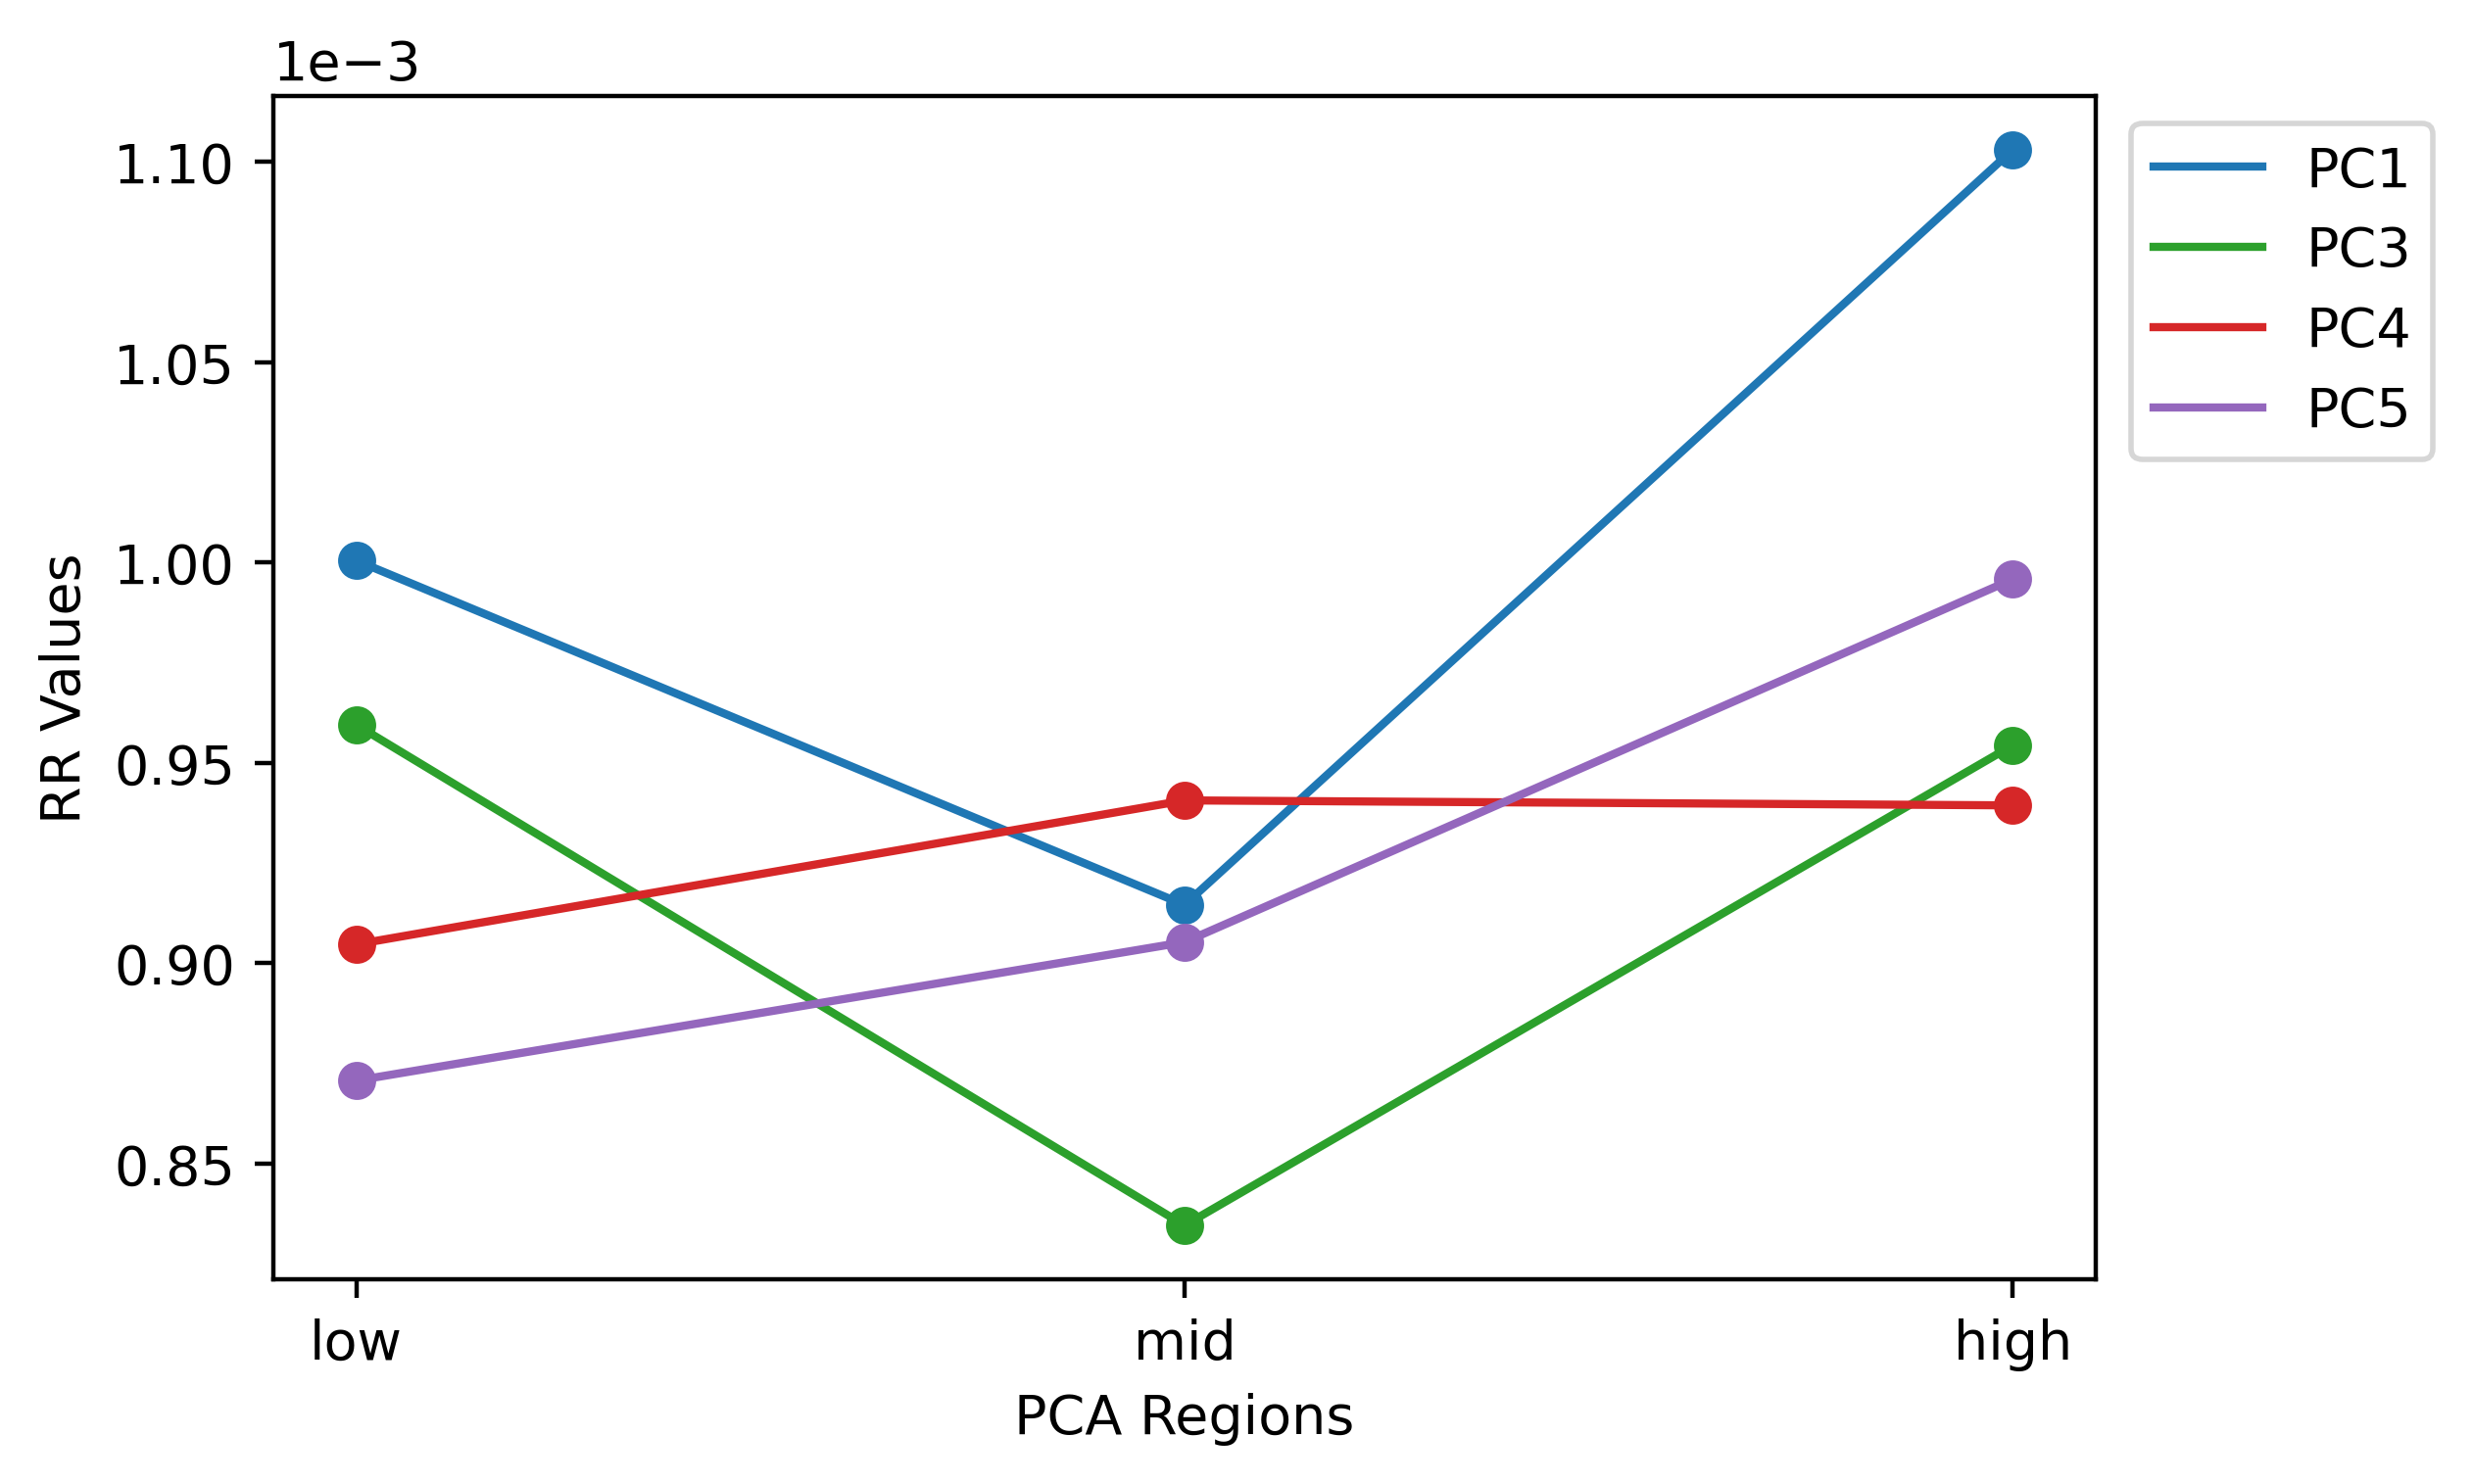 1e−3
1.10
1.05
1.00
0.95
0.90
0.85
RR Values
low
mid
high
PCA Regions
PC1
PC3
PC4
PC5